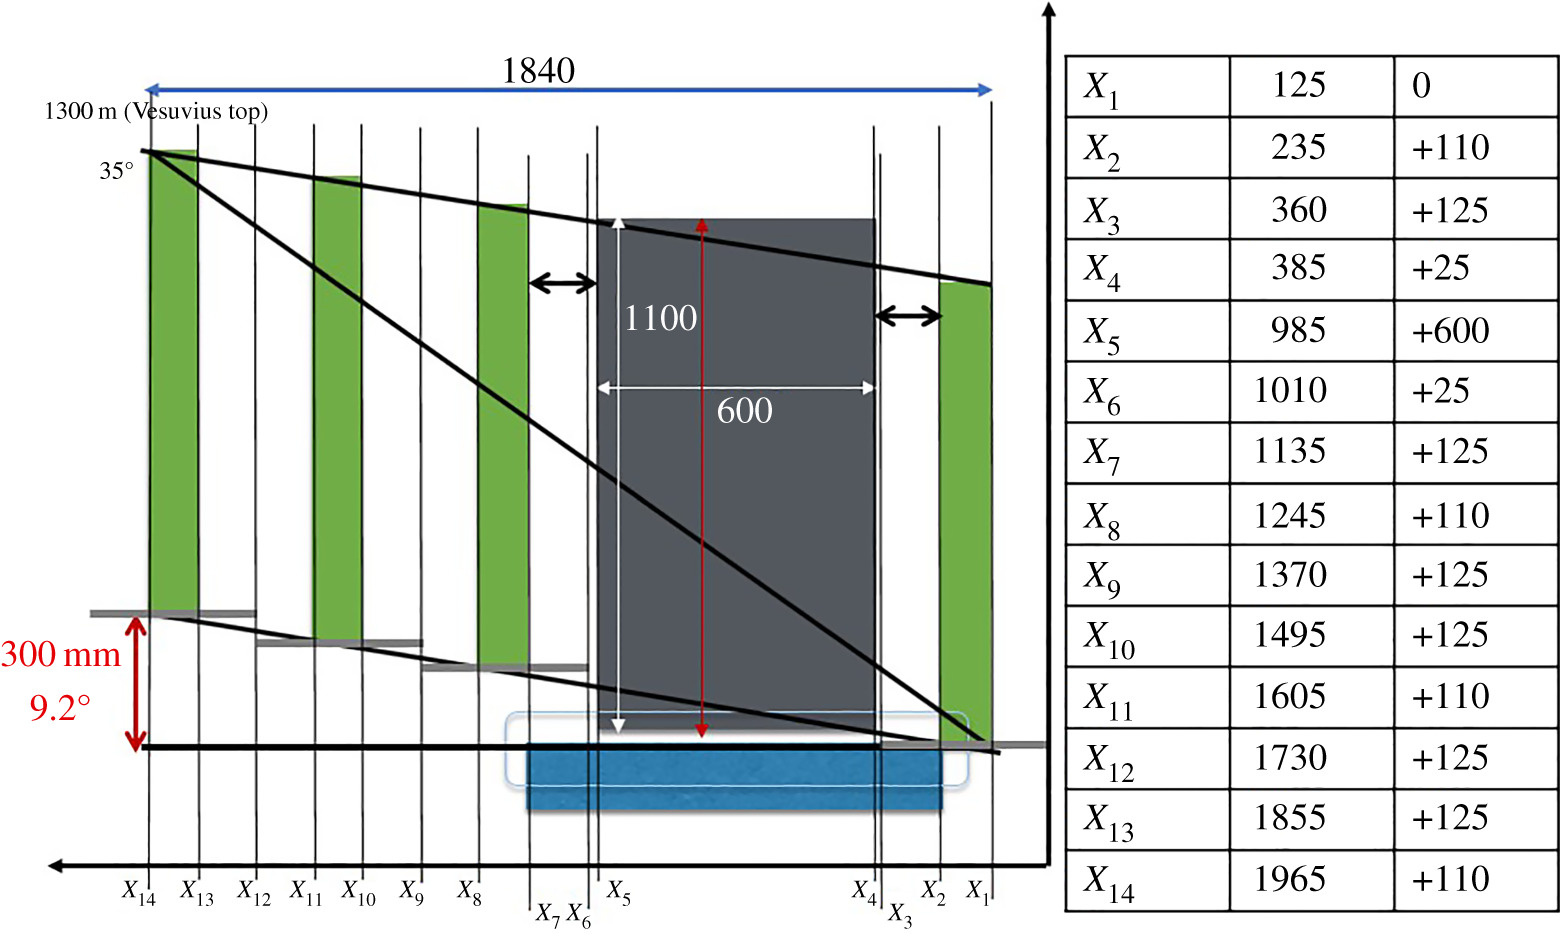 1840
1300 m (Vesuvius top)
35°
1100
600
300 mm
9.2°
X14 X13 X12 X11 X10 X9 X8 X7 X6 X5 X4 X3 X2 X1
X1 125 0
X2 235 +110
X3 360 +125
X4 385 +25
X5 985 +600
X6 1010 +25
X7 1135 +125
X8 1245 +110
X9 1370 +125
X10 1495 +125
X11 1605 +110
X12 1730 +125
X13 1855 +125
X14 1965 +110